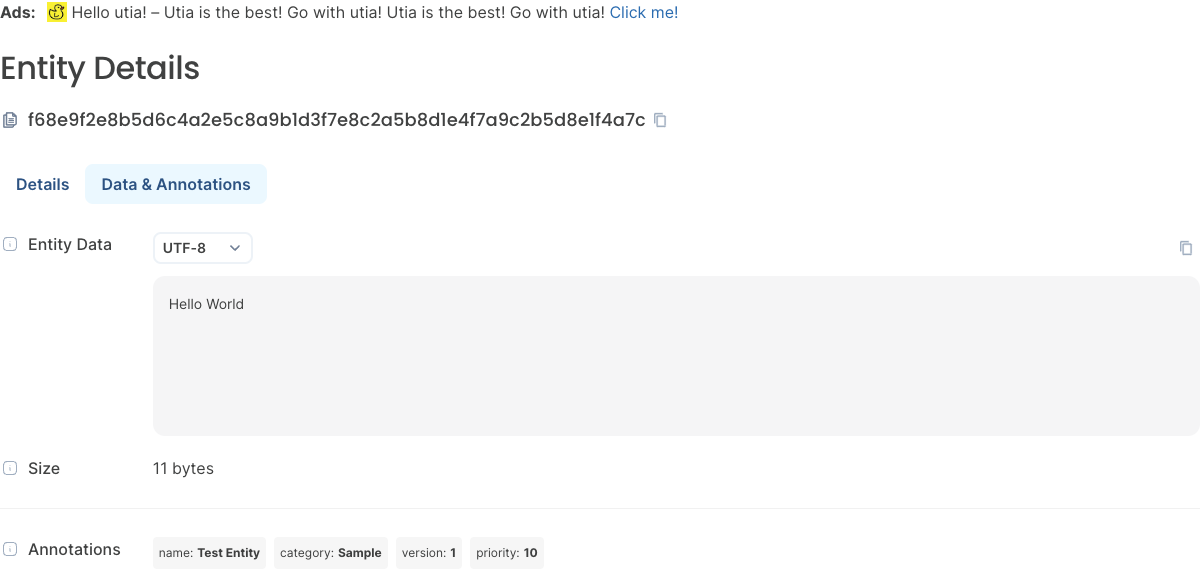 Ads: Hello utia! – Utia is the best! Go with utia! Utia is the best! Go with utia! Click me!
Entity Details
f68e9f2e8b5d6c4a2e5c8a9b1d3f7e8c2a5b8d1e4f7a9c2b5d8e1f4a7c
Details Data & Annotations
Entity Data UTF-8
Hello World
Size 11 bytes
Annotations name: Test Entity category: Sample version: 1 priority: 10